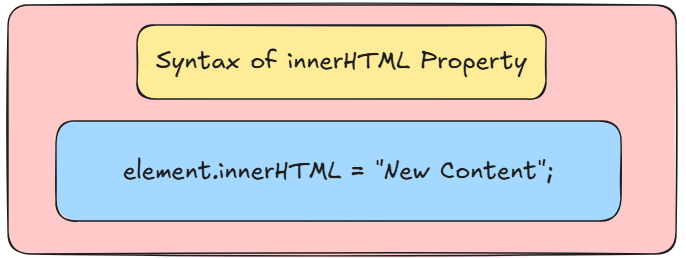 Syntax of innerHTML Property
element.innerHTML = "New Content";